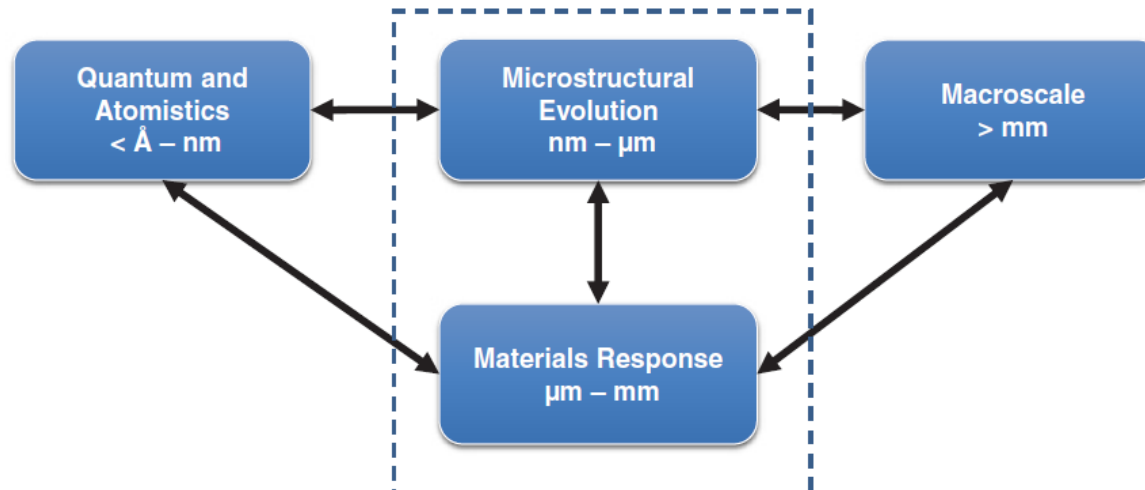 Quantum and
Atomistics
< Å – nm
Microstructural
Evolution
nm – µm
Macroscale
> mm
Materials Response
µm – mm